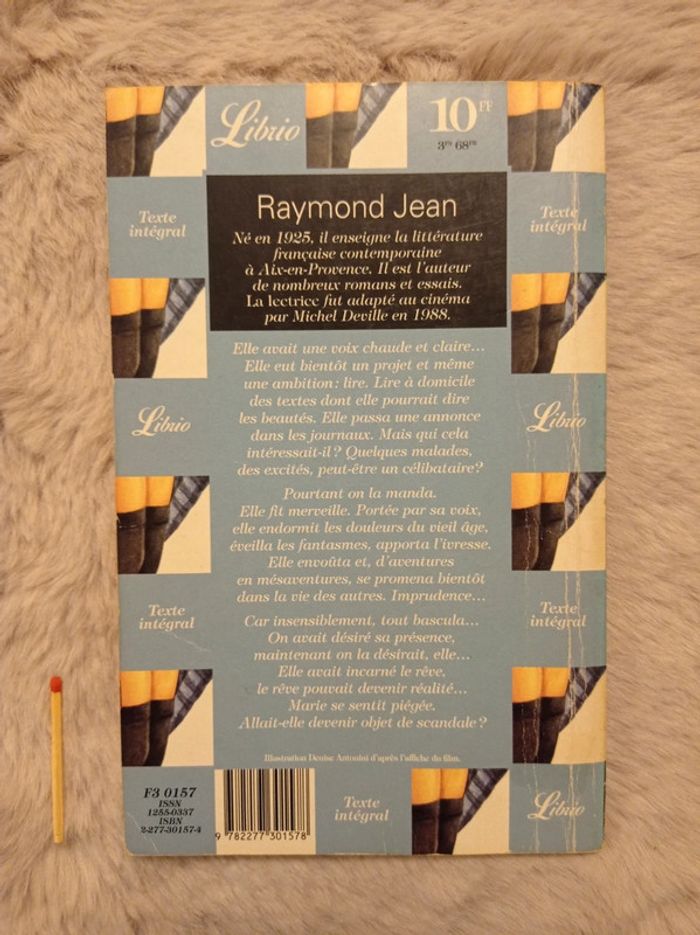 Librio
10FF
3PTS 68FB
Texte
intégral
Raymond Jean
Texte
intégral
Né en 1925, il enseigne la littérature
française contemporaine
à Aix-en-Provence. Il est l'auteur
de nombreux romans et essais.
La lectrice fut adapté au cinéma
par Michel Deville en 1988.
Elle avait une voix chaude et claire...
Elle eut bientôt un projet et même
une ambition : lire. Lire à domicile
des textes dont elle pourrait dire
les beautés. Elle passa une annonce
dans les journaux. Mais qui cela
intéressait-il ? Quelques malades,
des excités, peut-être un célibataire ?
Librio
Librio
Pourtant on la manda.
Elle fit merveille. Portée par sa voix,
elle endormit les douleurs du vieil âge,
éveilla les fantasmes, apporta l'ivresse.
Elle envoûta et, d'aventures
en mésaventures, se promena bientôt
dans la vie des autres. Imprudence...
Texte
intégral
Texte
intégral
Car insensiblement, tout bascula...
On avait désiré sa présence,
maintenant on la désirait, elle...
Elle avait incarné le rêve,
le rêve pouvait devenir réalité...
Marie se sentit piégée.
Allait-elle devenir objet de scandale ?
Illustration Denise Antonini d'après l'affiche du film.
F3 0157
ISSN
1255-0337
ISBN
2-277-30157-4
9 782277 301578
Texte
intégral
Librio